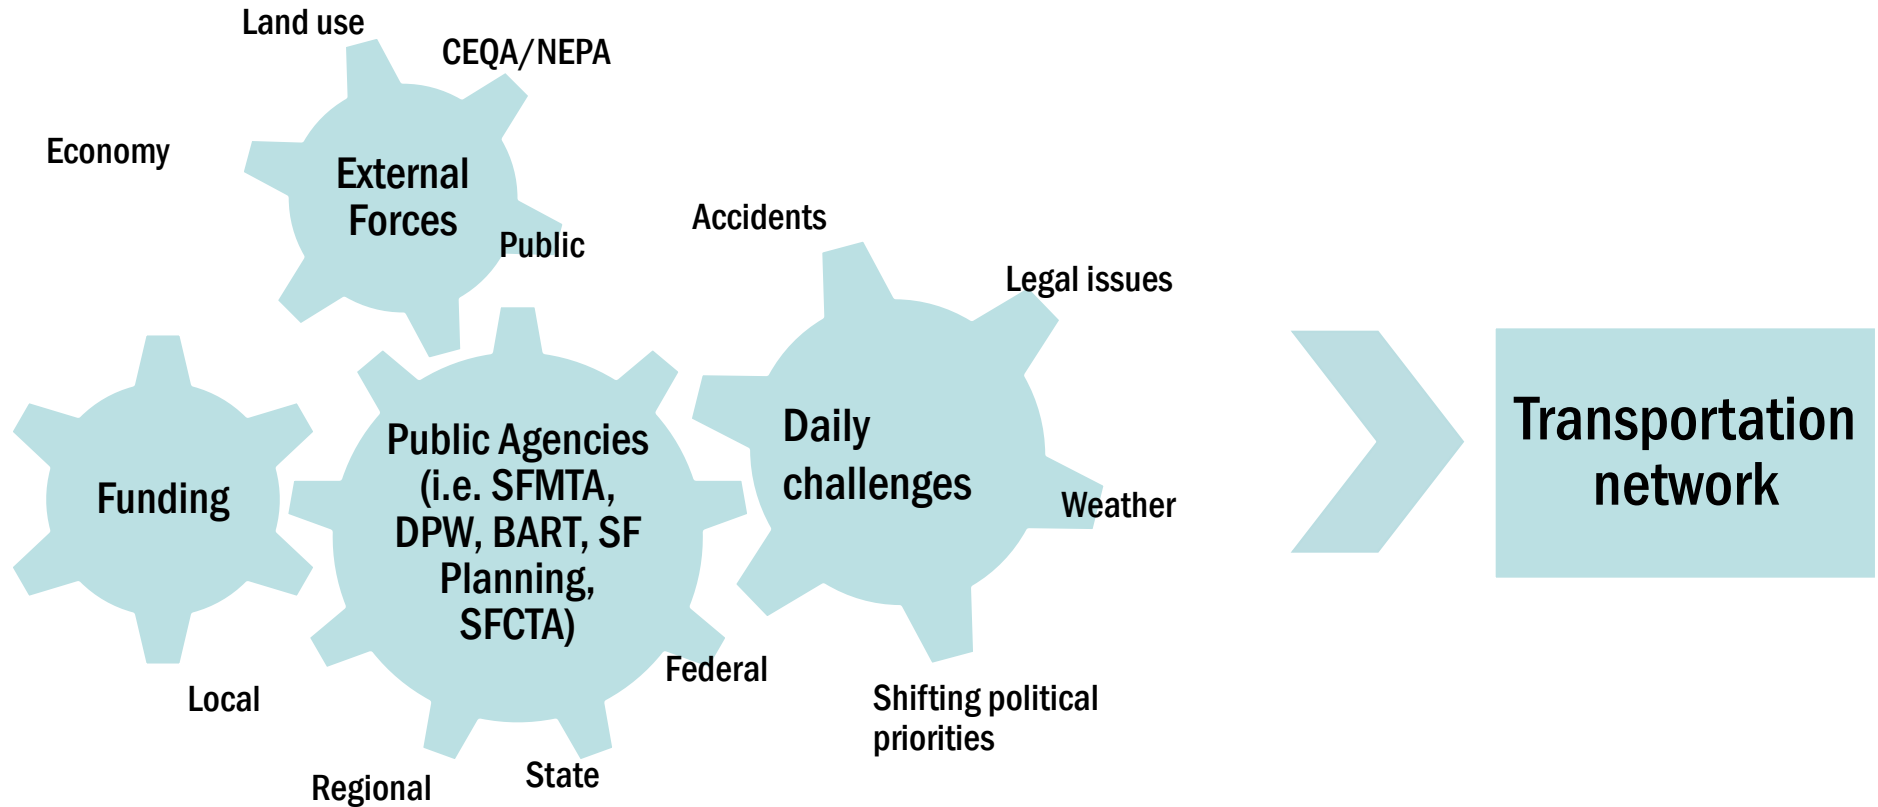 Land use
CEQA/NEPA
Economy
External
Forces
Public
Accidents
Legal issues
Funding
Public Agencies
(i.e. SFMTA,
DPW, BART, SF
Planning,
SFCTA)
Daily
challenges
Weather
Transportation
network
Local
Federal
Regional
State
Shifting political
priorities